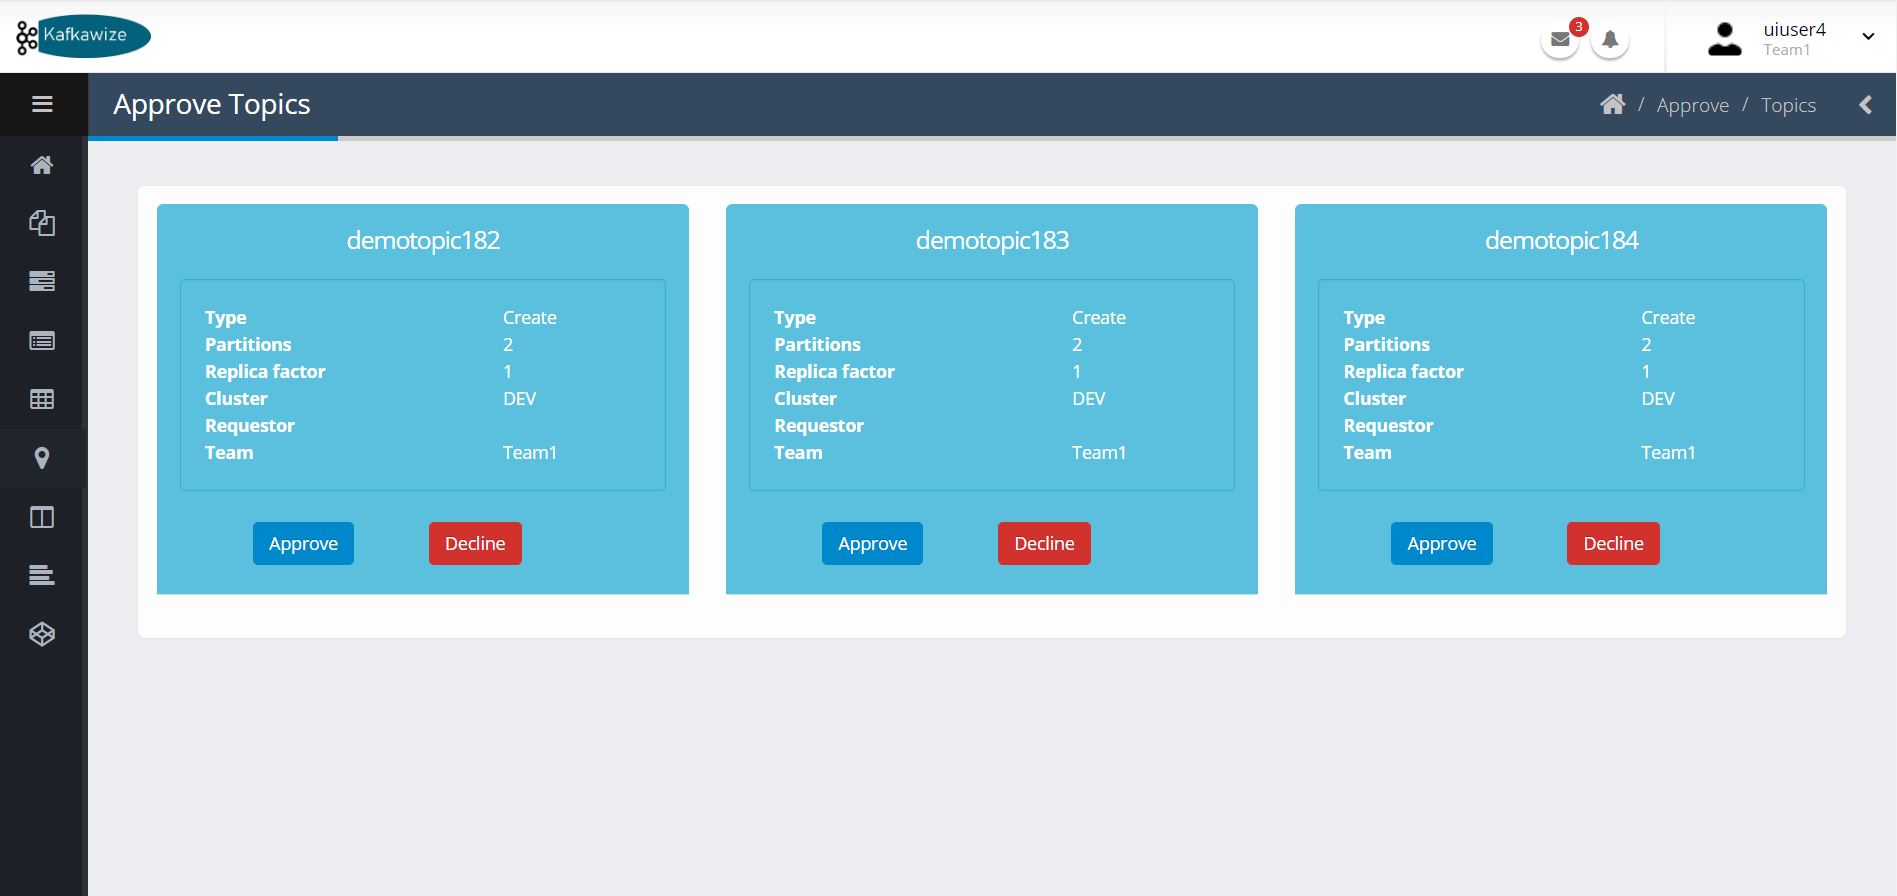 Kafkawize
3
uiuser4
Team1
Approve Topics
/ Approve / Topics
demotopic182
Type Create
Partitions 2
Replica factor 1
Cluster DEV
Requestor
Team Team1
Approve Decline
demotopic183
Type Create
Partitions 2
Replica factor 1
Cluster DEV
Requestor
Team Team1
Approve Decline
demotopic184
Type Create
Partitions 2
Replica factor 1
Cluster DEV
Requestor
Team Team1
Approve Decline